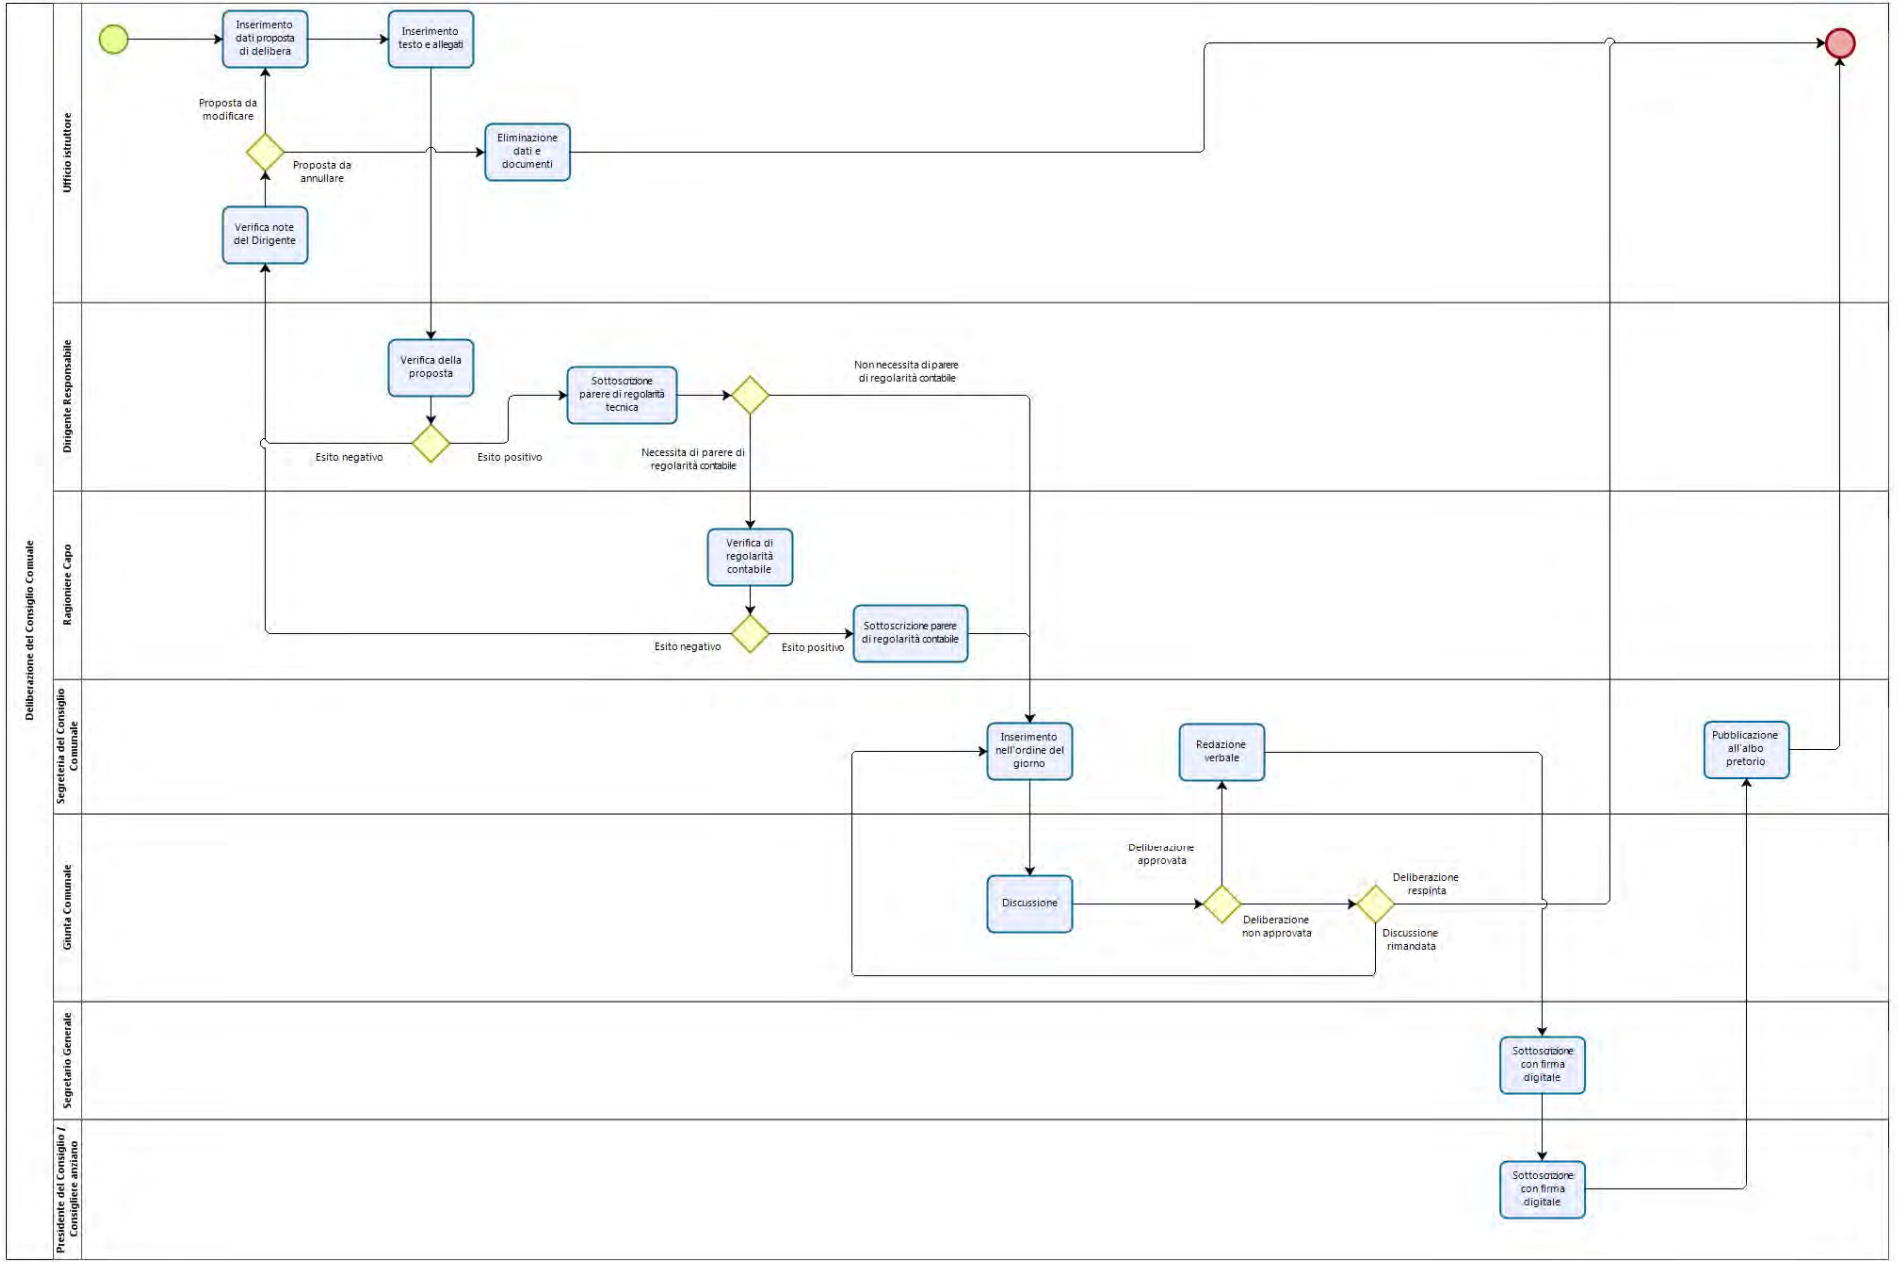 Deliberazione del Consiglio Comuale
Ufficio istruttore
Inserimento
dati proposta
di delibera
Inserimento
testo e allegati
Proposta da
modificare
Proposta da
annullare
Eliminazione
dati e
documenti
Verifica note
del Dirigente
Dirigente Responsabile
Verifica della
proposta
Esito negativo
Esito positivo
Sottoscrizione
parere di regolarità
tecnica
Non necessita di parere
di regolarità contabile
Necessita di parere di
regolarità contabile
Ragioniere Capo
Verifica di
regolarità
contabile
Esito negativo
Esito positivo
Sottoscrizione parere
di regolarità contabile
Segreteria del Consiglio
Comunale
Inserimento
nell'ordine del
giorno
Redazione
verbale
Pubblicazione
all'albo
pretorio
Giunta Comunale
Discussione
Deliberazione
approvata
Deliberazione
non approvata
Deliberazione
respinta
Discussione
rimandata
Segretario Generale
Sottoscrizione
con firma
digitale
Presidente del Consiglio /
Consigliere anziano
Sottoscrizione
con firma
digitale